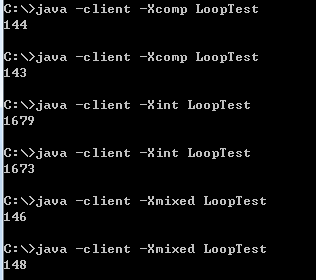 C:\>java -client -Xcomp LoopTest
144
C:\>java -client -Xcomp LoopTest
143
C:\>java -client -Xint LoopTest
1679
C:\>java -client -Xint LoopTest
1673
C:\>java -client -Xmixed LoopTest
146
C:\>java -client -Xmixed LoopTest
148